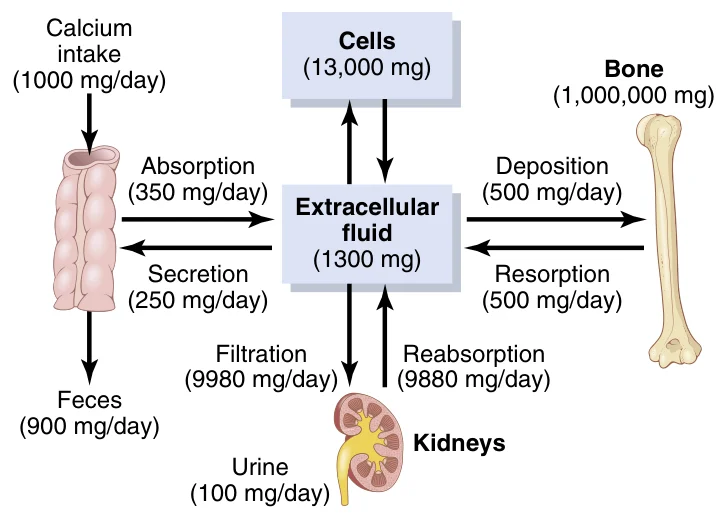 Calcium
intake
(1000 mg/day)
Cells
(13,000 mg)
Bone
(1,000,000 mg)
Absorption
(350 mg/day)
Deposition
(500 mg/day)
Extracellular
fluid
(1300 mg)
Secretion
(250 mg/day)
Resorption
(500 mg/day)
Filtration
(9980 mg/day)
Reabsorption
(9880 mg/day)
Feces
(900 mg/day)
Kidneys
Urine
(100 mg/day)